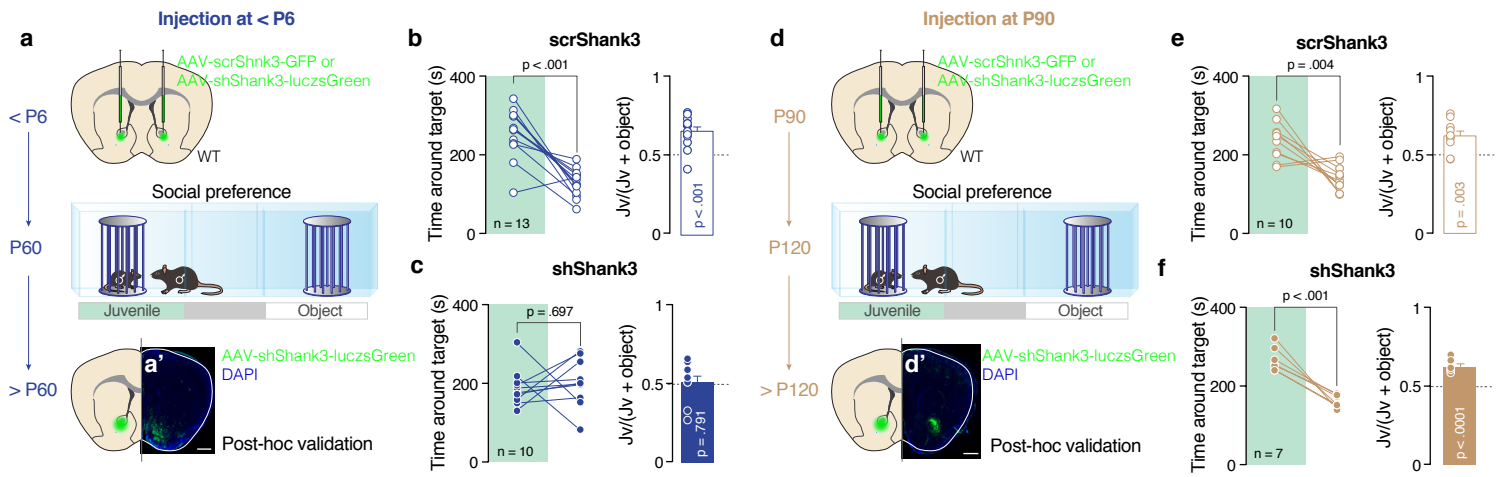 Injection at < P6
a
AAV-scrShnk3-GFP or
AAV-shShank3-luczsGreen
< P6
WT
Social preference
P60
Juvenile
Object
> P60
a'
AAV-shShank3-luczsGreen
DAPI
Post-hoc validation
b
scrShank3
p < .001
Time around target (s)
400
200
0
n = 13
Jv/(Jv + object)
1
0.5
0
p < .001
c
shShank3
p = .697
Time around target (s)
400
200
0
n = 10
Jv/(Jv + object)
1
0.5
0
p = .791
Injection at P90
d
AAV-scrShnk3-GFP or
AAV-shShank3-luczsGreen
P90
WT
Social preference
P120
Juvenile
Object
> P120
d'
AAV-shShank3-luczsGreen
DAPI
Post-hoc validation
e
scrShank3
p = .004
Time around target (s)
400
200
0
n = 10
Jv/(Jv + object)
1
0.5
0
p = .003
f
shShank3
p < .001
Time around target (s)
400
200
0
n = 7
Jv/(Jv + object)
1
0.5
0
p < .0001